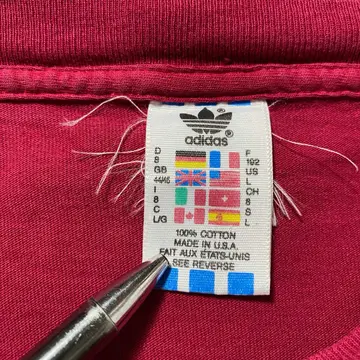 adidas
D F
8 192
GB US
44/46 L
I CH
8 8
C S
L/G L
100% COTTON
MADE IN U.S.A.
FAIT AUX ÉTATS-UNIS
SEE REVERSE